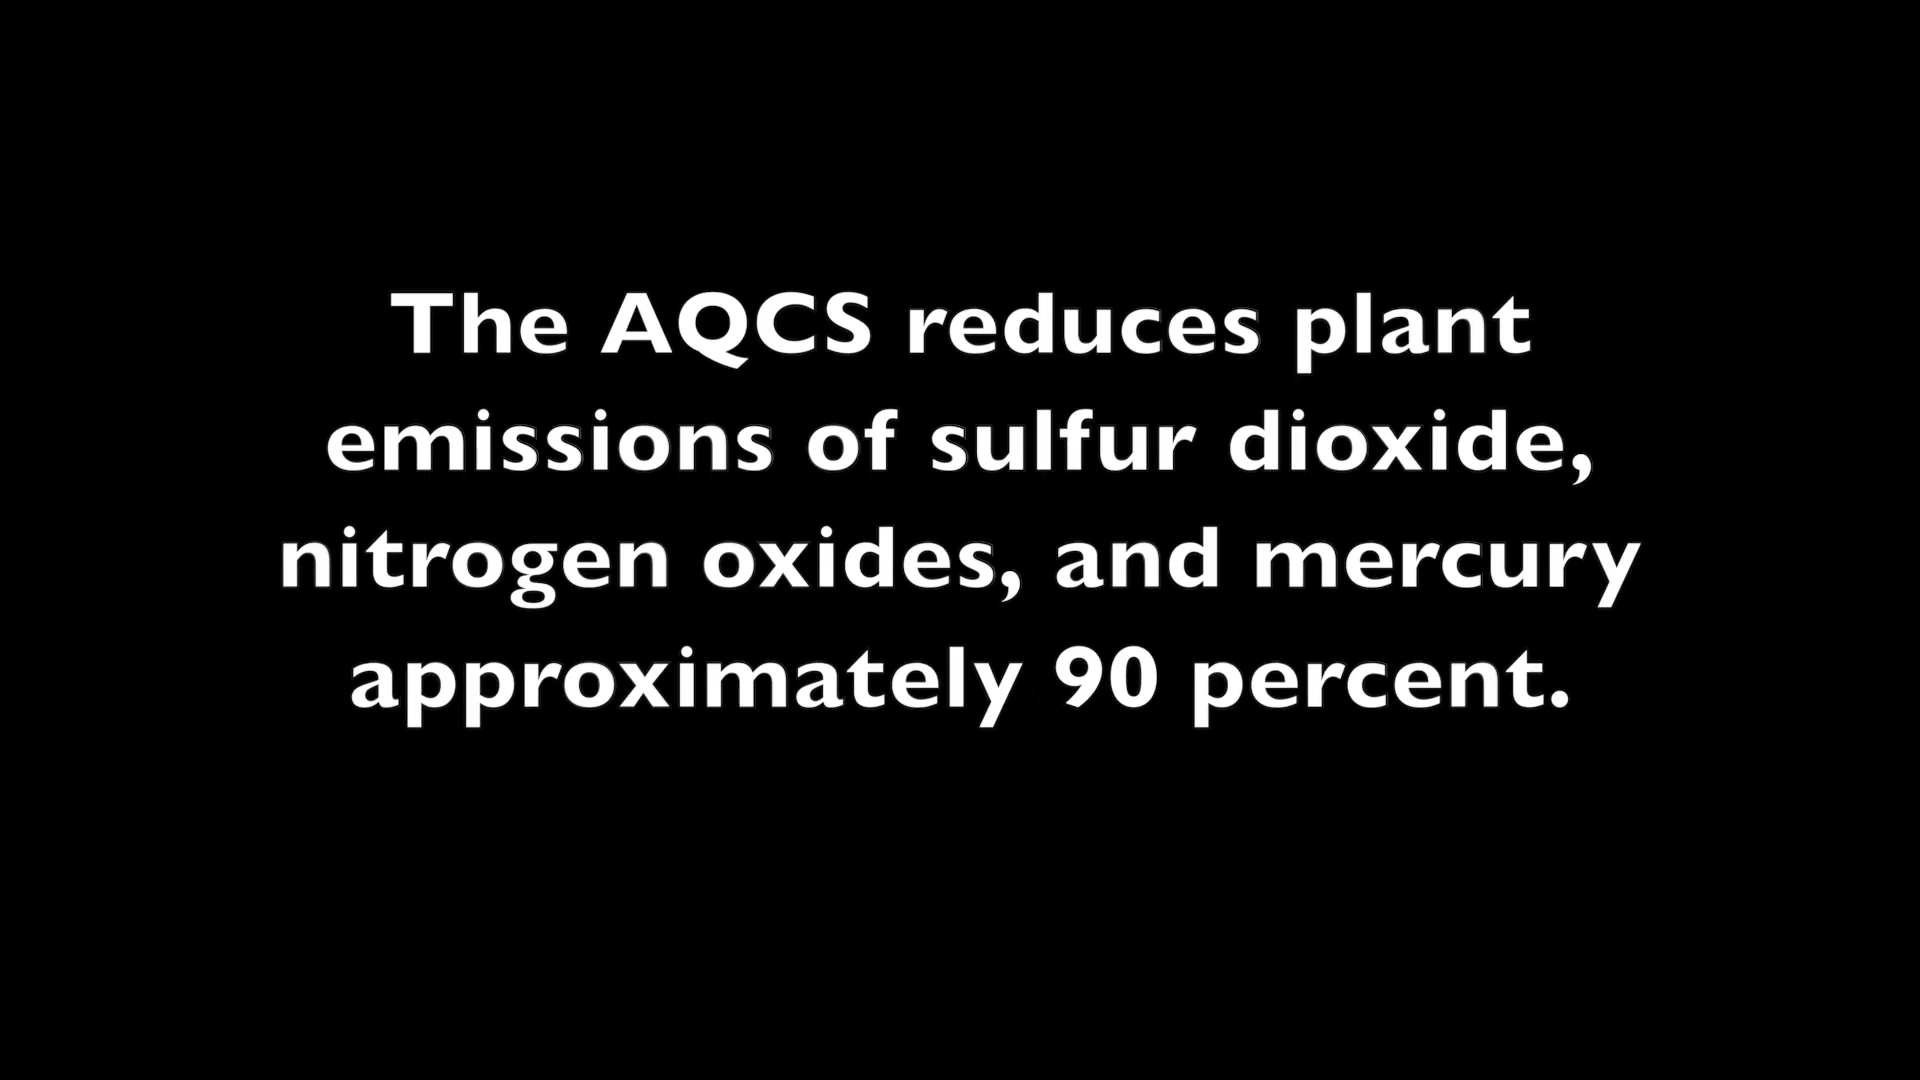 The AQCS reduces plant
emissions of sulfur dioxide,
nitrogen oxides, and mercury
approximately 90 percent.